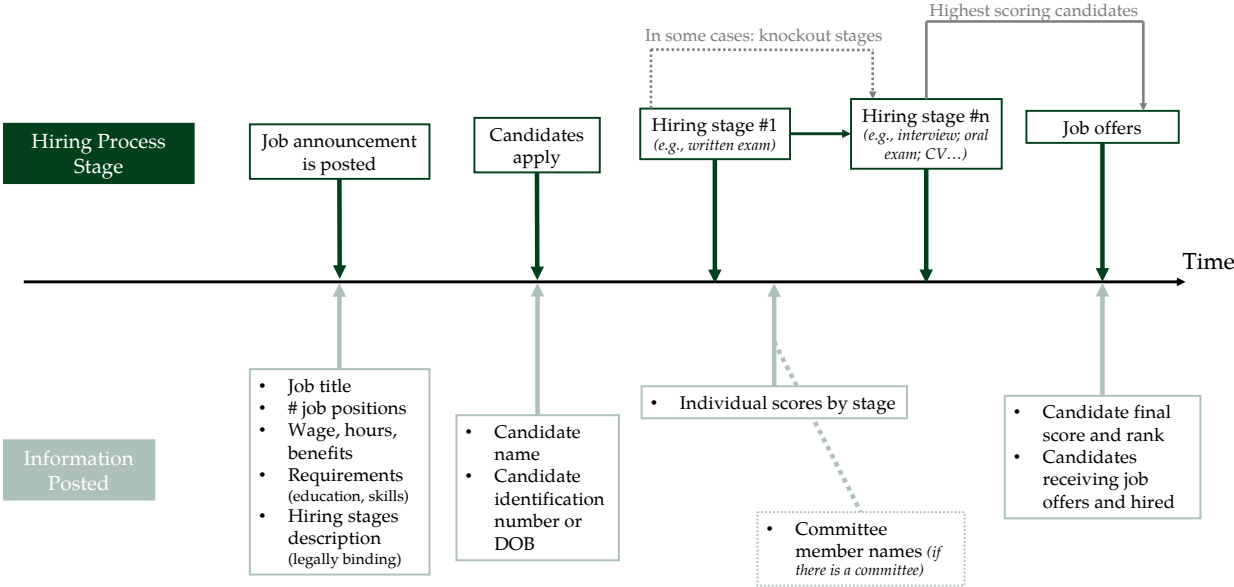 Highest scoring candidates
In some cases: knockout stages
Hiring Process
Stage
Job announcement
is posted
Candidates
apply
Hiring stage #1
(e.g., written exam)
Hiring stage #n
(e.g., interview; oral
exam; CV…)
Job offers
Time
Information
Posted
• Job title
• # job positions
• Wage, hours,
benefits
• Requirements
(education, skills)
• Hiring stages
description
(legally binding)
• Candidate
name
• Candidate
identification
number or
DOB
• Individual scores by stage
• Committee
member names (if
there is a committee)
• Candidate final
score and rank
• Candidates
receiving job
offers and hired